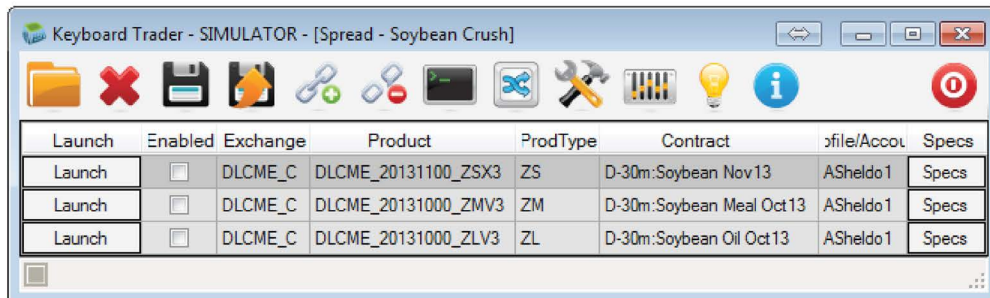 Keyboard Trader - SIMULATOR - [Spread - Soybean Crush]
Launch Enabled Exchange Product ProdType Contract ofile/Accou Specs
Launch DLCME_C DLCME_20131100_ZSX3 ZS D-30m:Soybean Nov13 ASheldo1 Specs
Launch DLCME_C DLCME_20131000_ZMV3 ZM D-30m:Soybean Meal Oct13 ASheldo1 Specs
Launch DLCME_C DLCME_20131000_ZLV3 ZL D-30m:Soybean Oil Oct13 ASheldo1 Specs